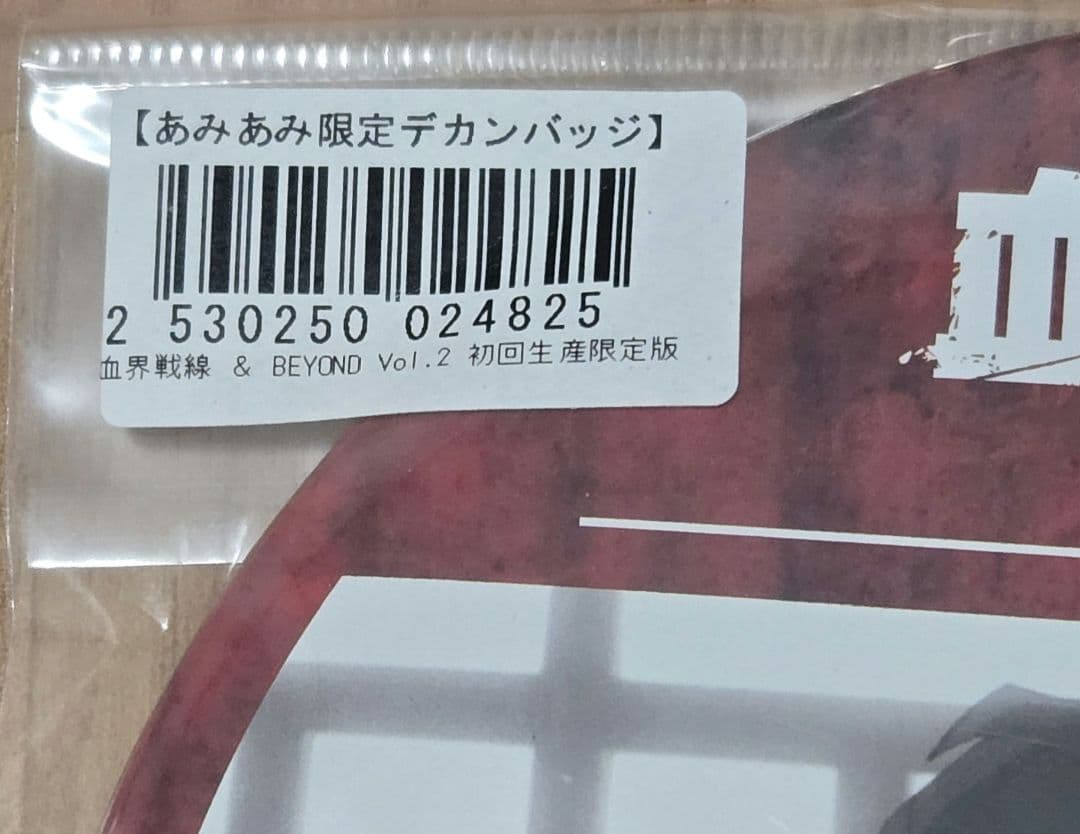 【あみあみ限定デカンバッジ】
2 530250 024825
血界戦線 & BEYOND Vol.2 初回生産限定版
血